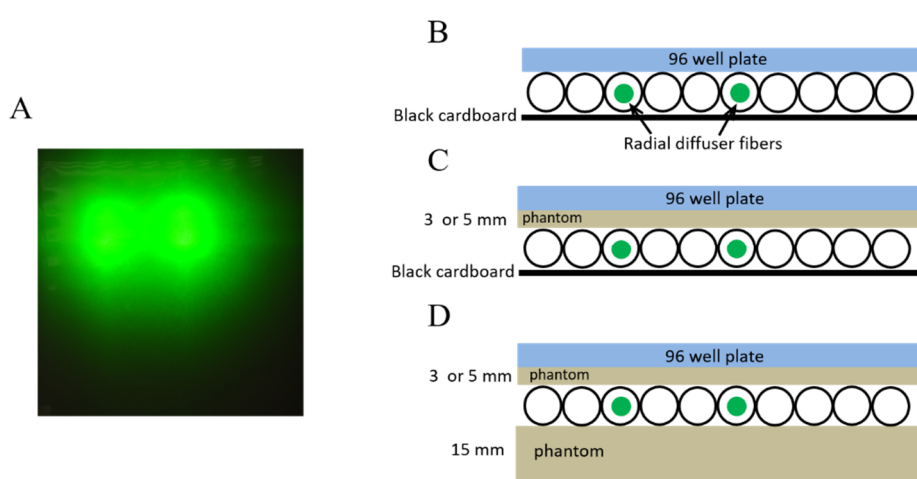 A
B
96 well plate
Black cardboard
Radial diffuser fibers
C
96 well plate
3 or 5 mm
phantom
Black cardboard
D
96 well plate
3 or 5 mm
phantom
15 mm
phantom